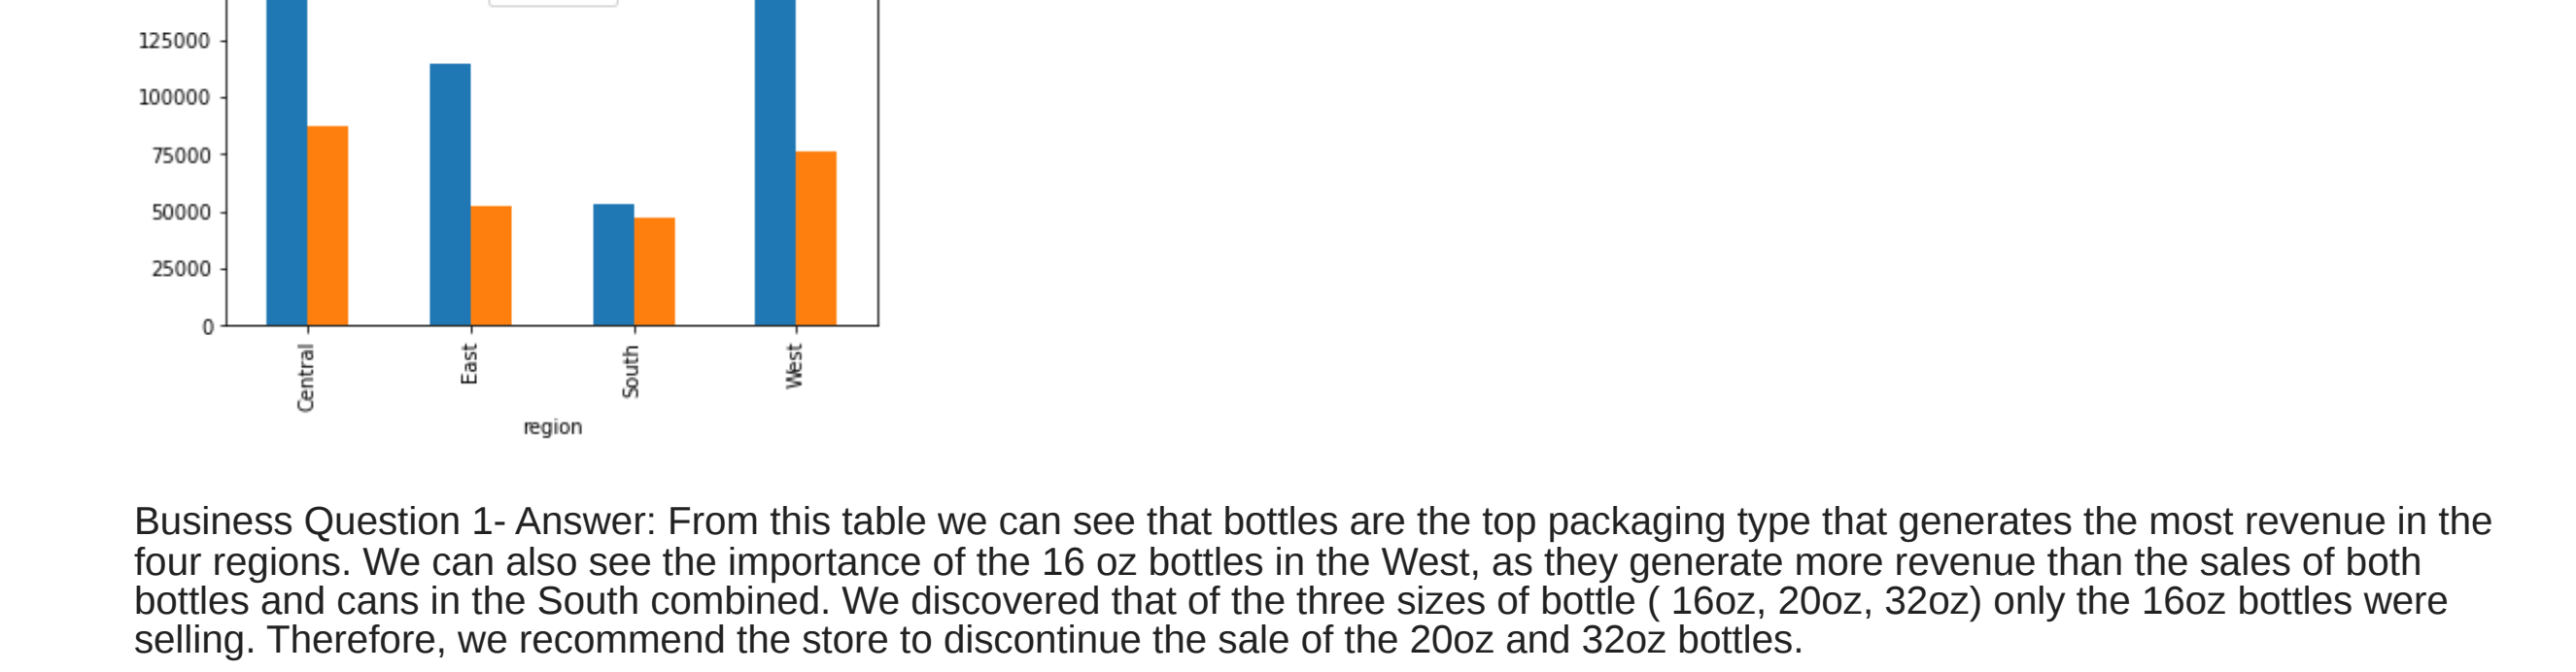 125000
100000
75000
50000
25000
0
Central
East
South
West
region
Business Question 1- Answer: From this table we can see that bottles are the top packaging type that generates the most revenue in the
four regions. We can also see the importance of the 16 oz bottles in the West, as they generate more revenue than the sales of both
bottles and cans in the South combined. We discovered that of the three sizes of bottle ( 16oz, 20oz, 32oz) only the 16oz bottles were
selling. Therefore, we recommend the store to discontinue the sale of the 20oz and 32oz bottles.